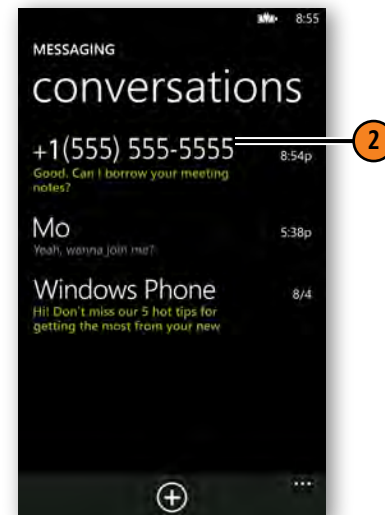 8:55
MESSAGING
conversations
+1(555) 555-5555
8:54p
Good. Can I borrow your meeting
notes?
Mo
5:38p
Yeah, wanna join me?
Windows Phone
8/4
Hi! Don't miss our 5 hot tips for
getting the most from your new
2